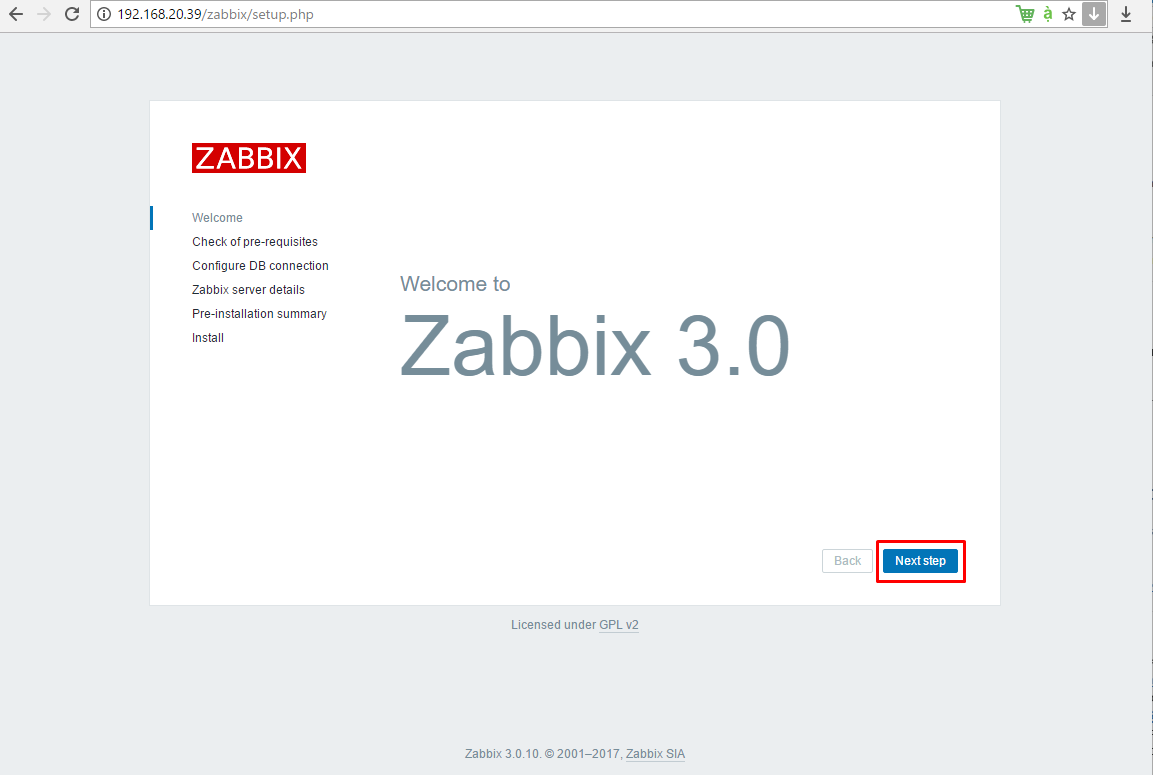 192.168.20.39/zabbix/setup.php
ZABBIX
Welcome
Check of pre-requisites
Configure DB connection
Zabbix server details
Pre-installation summary
Install
Welcome to
Zabbix 3.0
Back
Next step
Licensed under GPL v2
Zabbix 3.0.10. © 2001–2017, Zabbix SIA